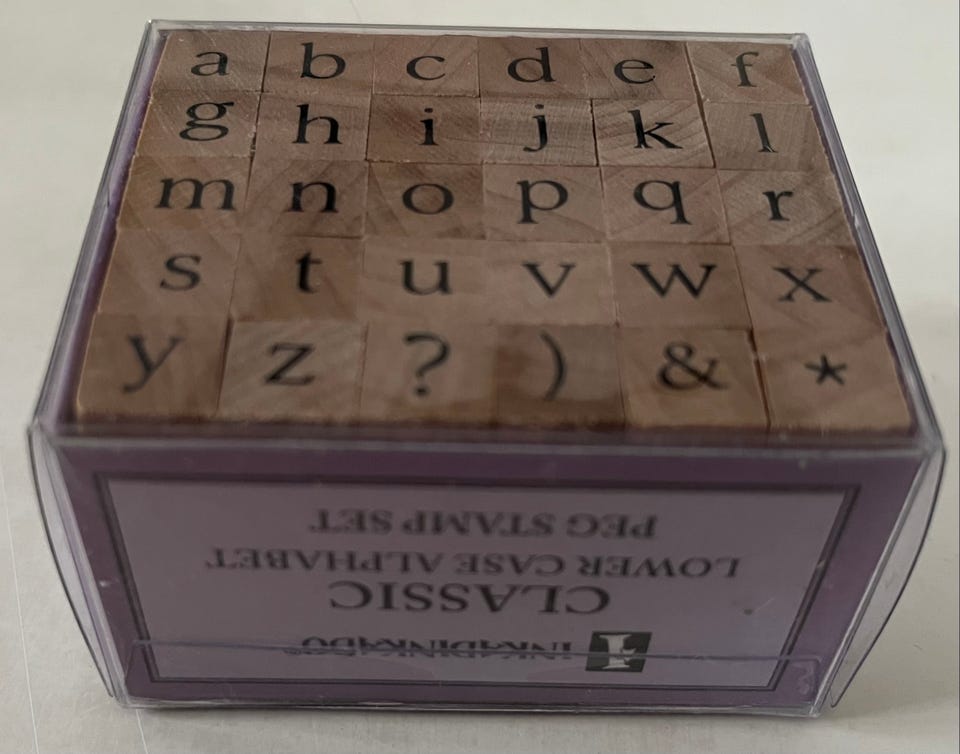 a b c d e f
g h i j k l
m n o p q r
s t u v w x
y z ? ) & *
INKADINKADO
CLASSIC
LOWER CASE ALPHABET
PEG STAMP SET